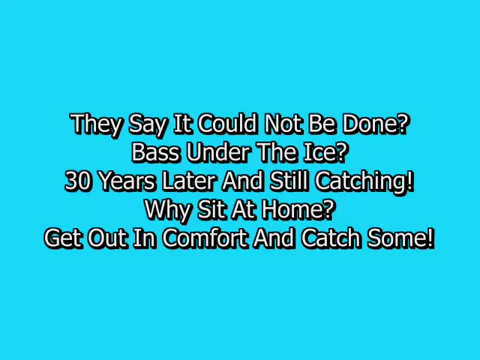 They Say It Could Not Be Done?
Bass Under The Ice?
30 Years Later And Still Catching!
Why Sit At Home?
Get Out In Comfort And Catch Some!